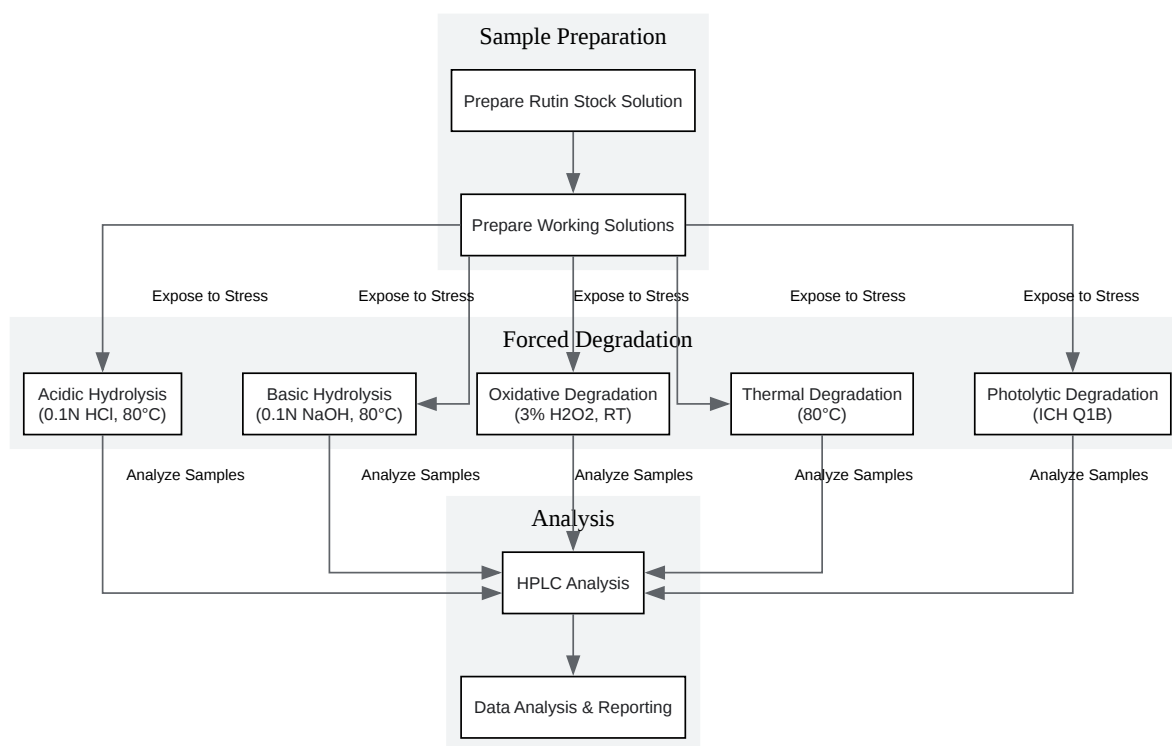 Sample Preparation
Prepare Rutin Stock Solution
Prepare Working Solutions
Expose to Stress
Expose to Stress
Expose to Stress
Expose to Stress
Expose to Stress
Forced Degradation
Acidic Hydrolysis
(0.1N HCl, 80°C)
Basic Hydrolysis
(0.1N NaOH, 80°C)
Oxidative Degradation
(3% H2O2, RT)
Thermal Degradation
(80°C)
Photolytic Degradation
(ICH Q1B)
Analyze Samples
Analyze Samples
Analyze Samples
Analyze Samples
Analyze Samples
Analysis
HPLC Analysis
Data Analysis & Reporting